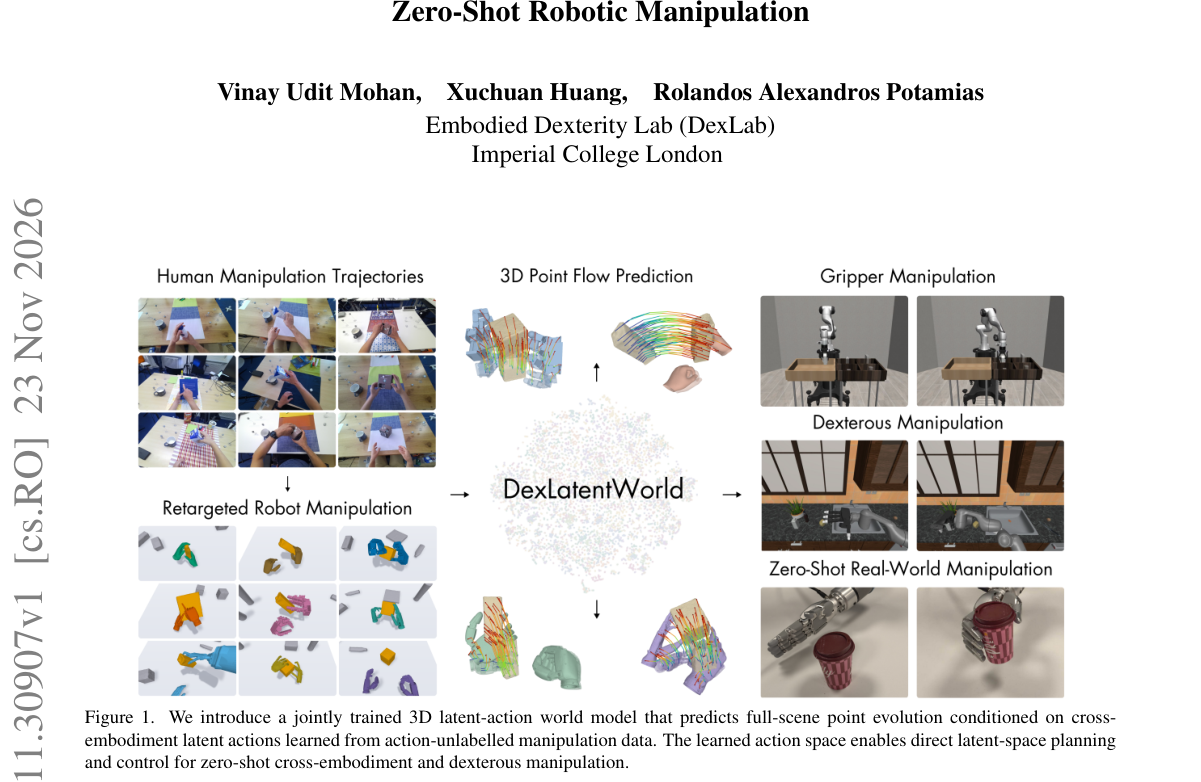 Zero-Shot Robotic Manipulation
Vinay Udit Mohan, Xuchuan Huang, Rolandos Alexandros Potamias
Embodied Dexterity Lab (DexLab)
Imperial College London
11.30907v1 [cs.RO] 23 Nov 2026
Human Manipulation Trajectories
3D Point Flow Prediction
Gripper Manipulation
Dexterous Manipulation
DexLatentWorld
Retargeted Robot Manipulation
Zero-Shot Real-World Manipulation
Figure 1. We introduce a jointly trained 3D latent-action world model that predicts full-scene point evolution conditioned on cross-
embodiment latent actions learned from action-unlabelled manipulation data. The learned action space enables direct latent-space planning
and control for zero-shot cross-embodiment and dexterous manipulation.